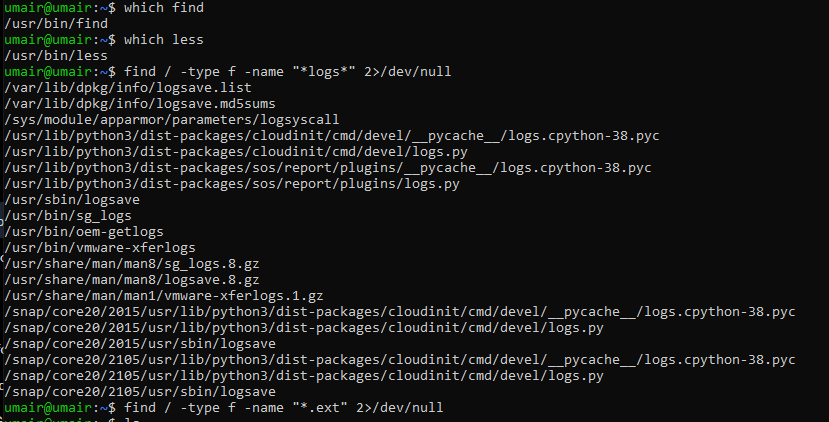 umair@umair:~$ which find
/usr/bin/find
umair@umair:~$ which less
/usr/bin/less
umair@umair:~$ find / -type f -name "*logs*" 2>/dev/null
/var/lib/dpkg/info/logsave.list
/var/lib/dpkg/info/logsave.md5sums
/sys/module/apparmor/parameters/logsyscall
/usr/lib/python3/dist-packages/cloudinit/cmd/devel/__pycache__/logs.cpython-38.pyc
/usr/lib/python3/dist-packages/cloudinit/cmd/devel/logs.py
/usr/lib/python3/dist-packages/sos/report/plugins/__pycache__/logs.cpython-38.pyc
/usr/lib/python3/dist-packages/sos/report/plugins/logs.py
/usr/sbin/logsave
/usr/bin/sg_logs
/usr/bin/oem-getlogs
/usr/bin/vmware-xferlogs
/usr/share/man/man8/sg_logs.8.gz
/usr/share/man/man8/logsave.8.gz
/usr/share/man/man1/vmware-xferlogs.1.gz
/snap/core20/2015/usr/lib/python3/dist-packages/cloudinit/cmd/devel/__pycache__/logs.cpython-38.pyc
/snap/core20/2015/usr/lib/python3/dist-packages/cloudinit/cmd/devel/logs.py
/snap/core20/2015/usr/sbin/logsave
/snap/core20/2105/usr/lib/python3/dist-packages/cloudinit/cmd/devel/__pycache__/logs.cpython-38.pyc
/snap/core20/2105/usr/lib/python3/dist-packages/cloudinit/cmd/devel/logs.py
/snap/core20/2105/usr/sbin/logsave
umair@umair:~$ find / -type f -name "*.ext" 2>/dev/null